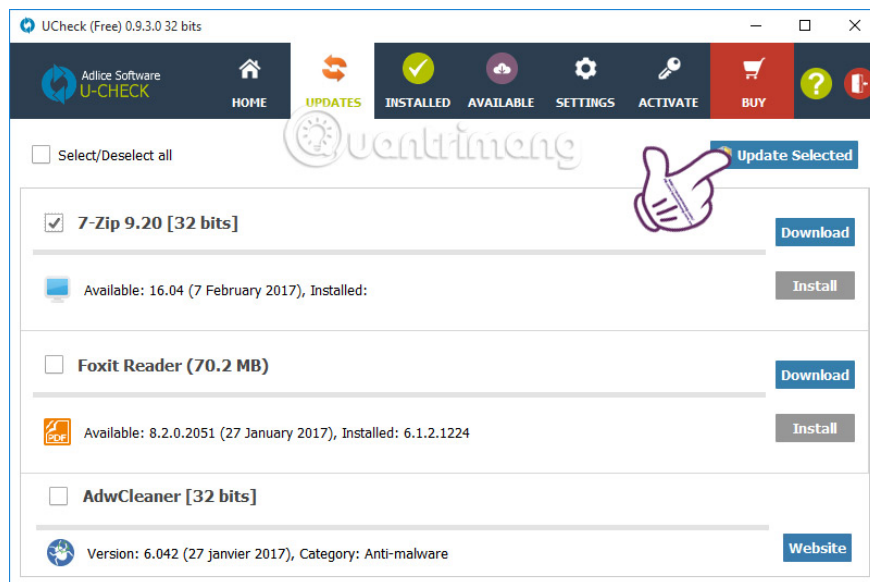 UCheck (Free) 0.9.3.0 32 bits
Adlice Software
U-CHECK
HOME
UPDATES
INSTALLED
AVAILABLE
SETTINGS
ACTIVATE
BUY
Quantrimang
Select/Deselect all
Update Selected
7-Zip 9.20 [32 bits]
Download
Available: 16.04 (7 February 2017), Installed:
Install
Foxit Reader (70.2 MB)
Download
PDF
Available: 8.2.0.2051 (27 January 2017), Installed: 6.1.2.1224
Install
AdwCleaner [32 bits]
Version: 6.042 (27 janvier 2017), Category: Anti-malware
Website